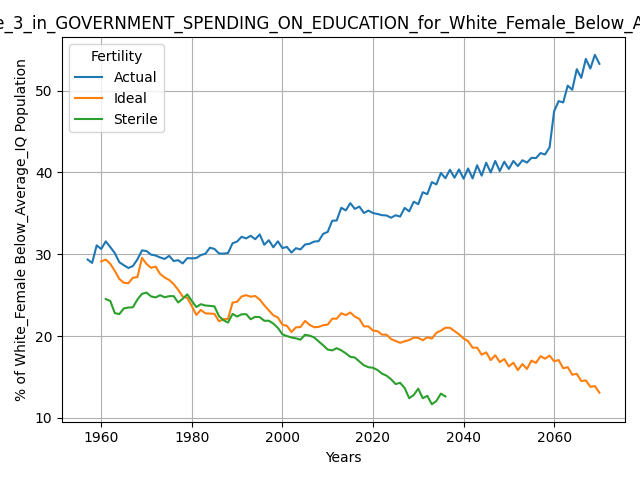 e_3_in_GOVERNMENT_SPENDING_ON_EDUCATION_for_White_Female_Below_A
Fertility
Actual
Ideal
Sterile
% of White_Female Below_Average_IQ Population
50
40
30
20
10
1960
1980
2000
2020
2040
2060
Years